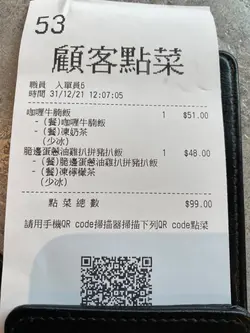 53
顧客點菜
職員 入單員6
時間 31/12/21 12:07:05
咖喱牛腩飯 1 $51.00
- (餐)咖喱牛腩飯
- (餐)凍奶茶
(少冰)
脆邊蛋蔥油雞扒拼豬扒飯 1 $48.00
- (餐)脆邊蛋蔥油雞扒拼豬扒飯
- (餐)凍檸檬茶
(少冰)
點菜總數 $99.00
請用手機QR code掃描器掃描下列QR code點菜